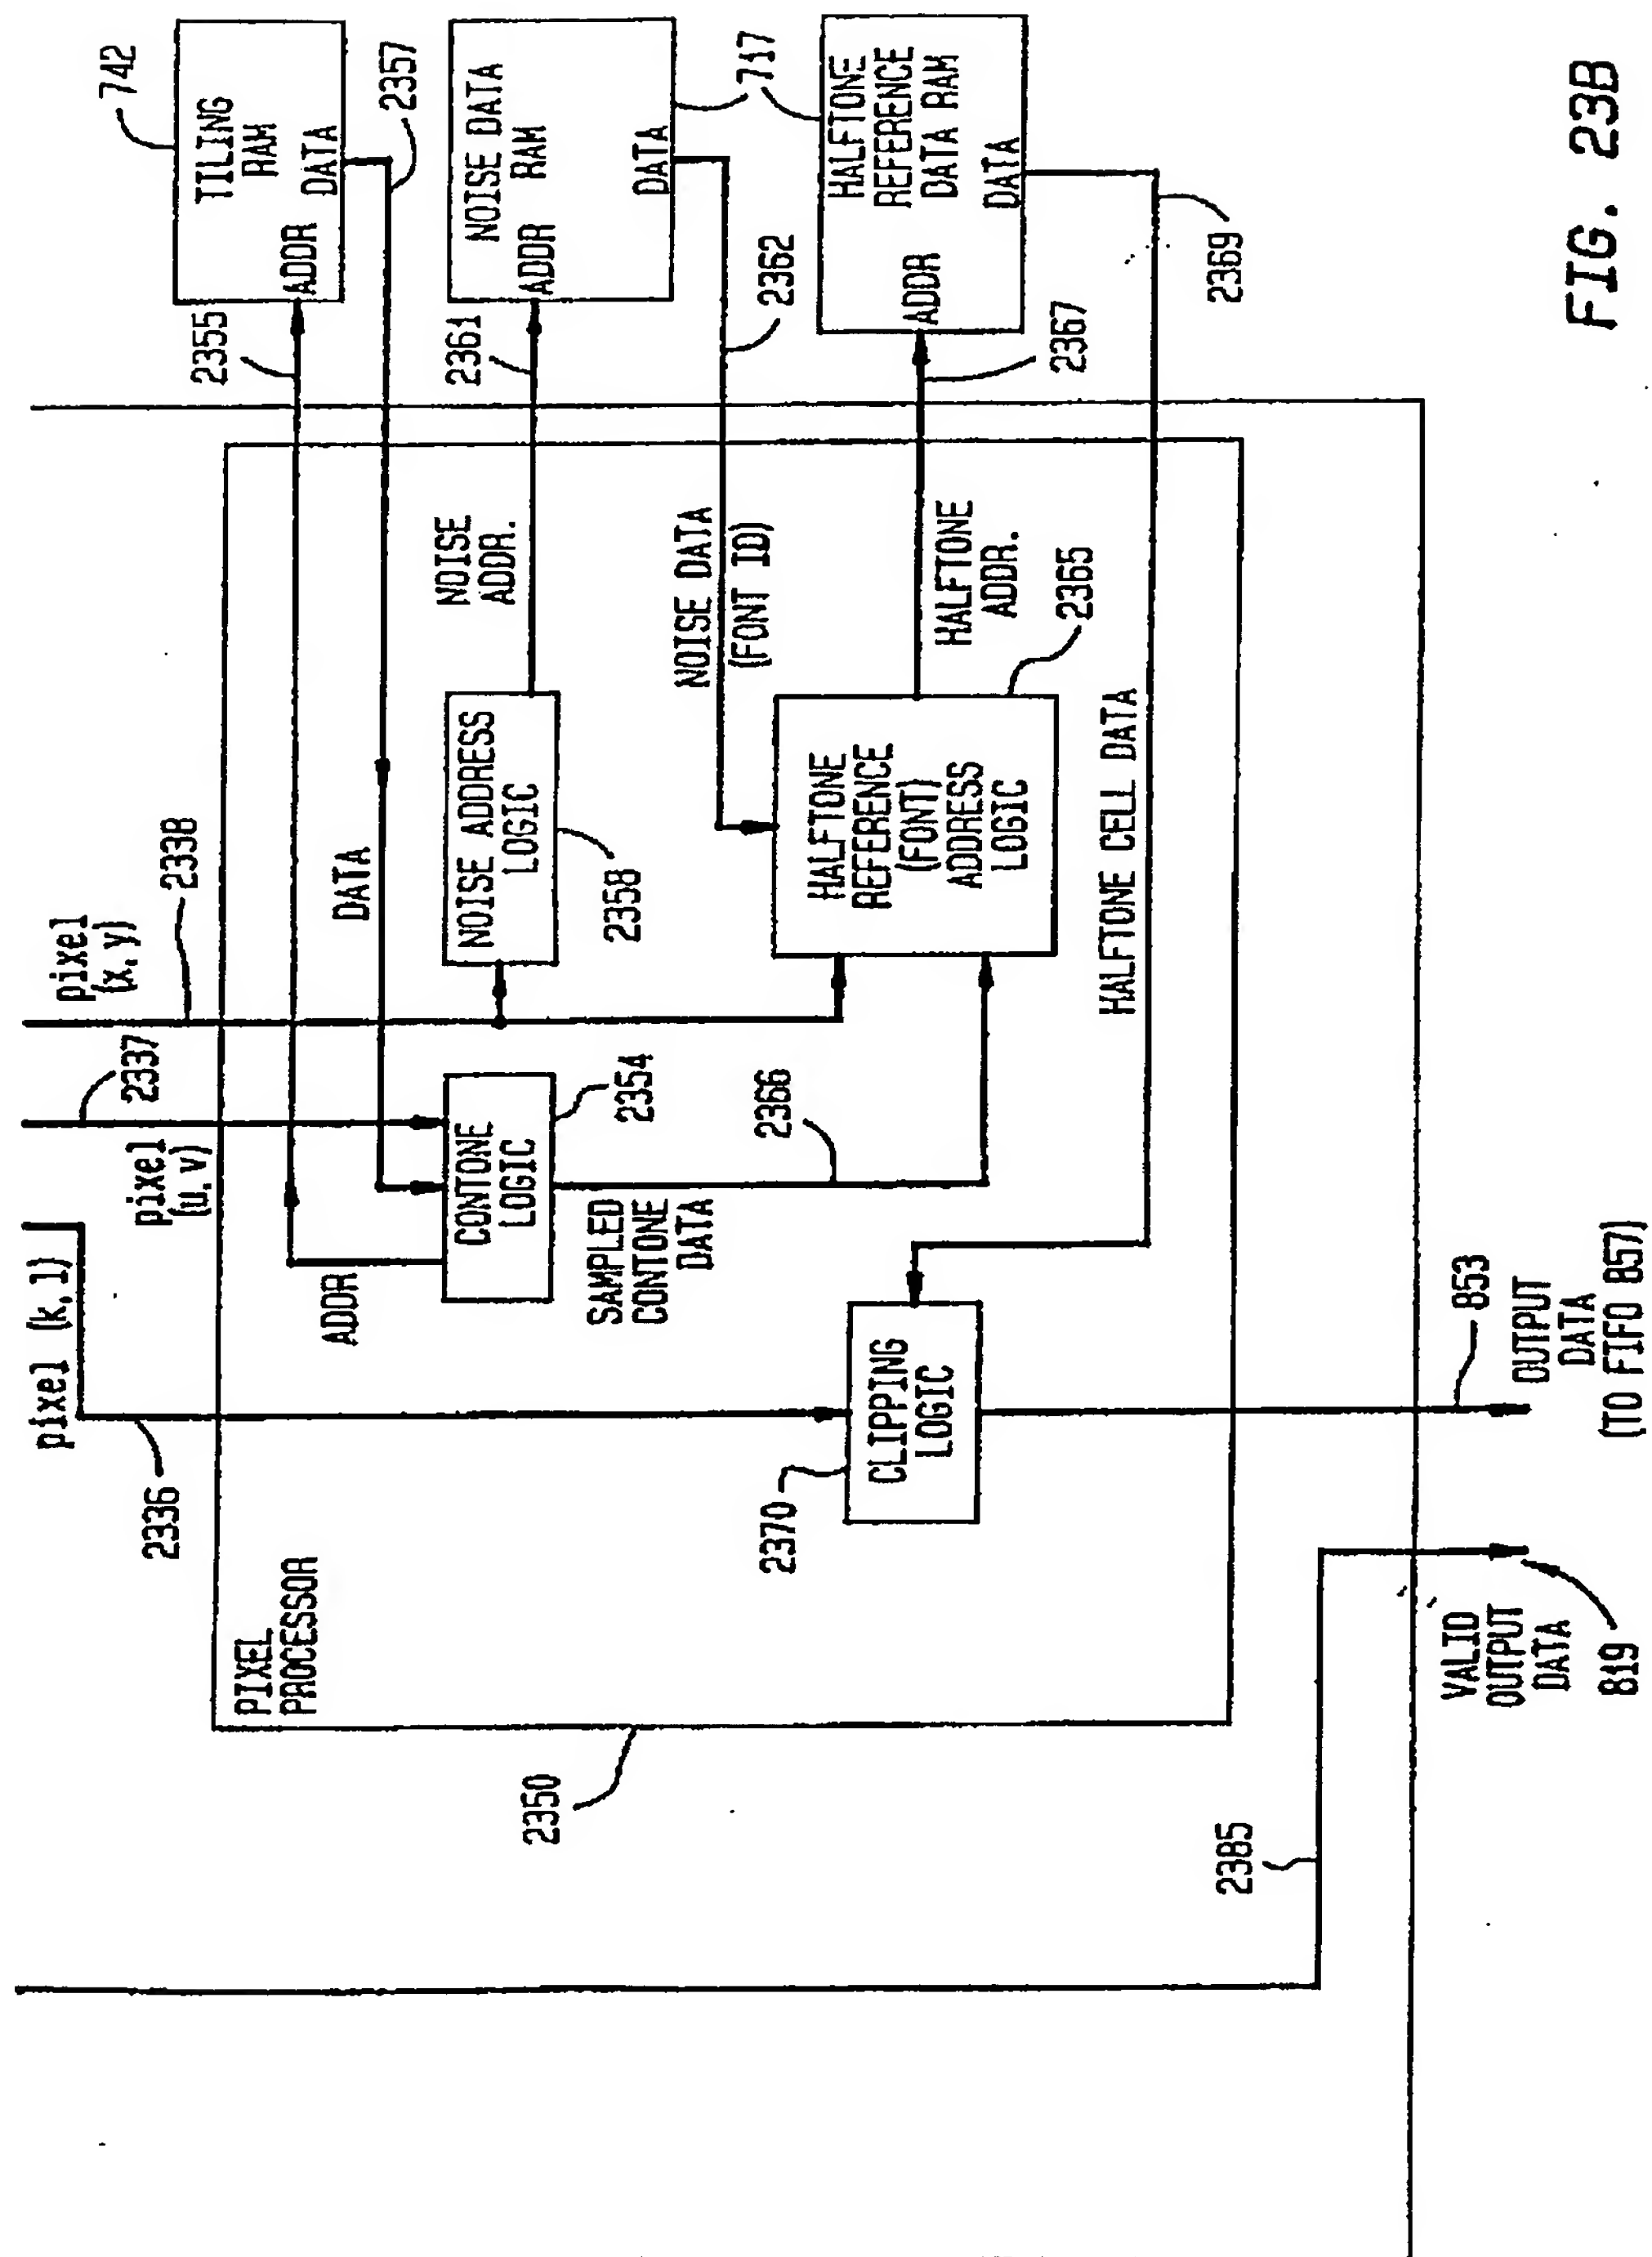 pixel (k,l)
2336
pixel
(u,v)
2337
pixel
(x,y)
2338
742
TILING
RAM
ADDR
DATA
2355
2357
ADDR
DATA
CONTONE
LOGIC
2354
SAMPLED
CONTONE
DATA
2366
NOISE ADDRESS
LOGIC
2358
NOISE
ADDR.
2361
NOISE DATA
RAM
ADDR
DATA
717
2362
NOISE DATA
(FONT ID)
HALFTONE
REFERENCE
(FONT)
ADDRESS
LOGIC
2365
HALFTONE
ADDR.
2367
HALFTONE
REFERENCE
DATA RAM
ADDR
DATA
2369
HALFTONE CELL DATA
CLIPPING
LOGIC
2370
PIXEL
PROCESSOR
2350
2385
VALID
OUTPUT
DATA
819
853
OUTPUT
DATA
(TO FIFO 857)
FIG. 23B